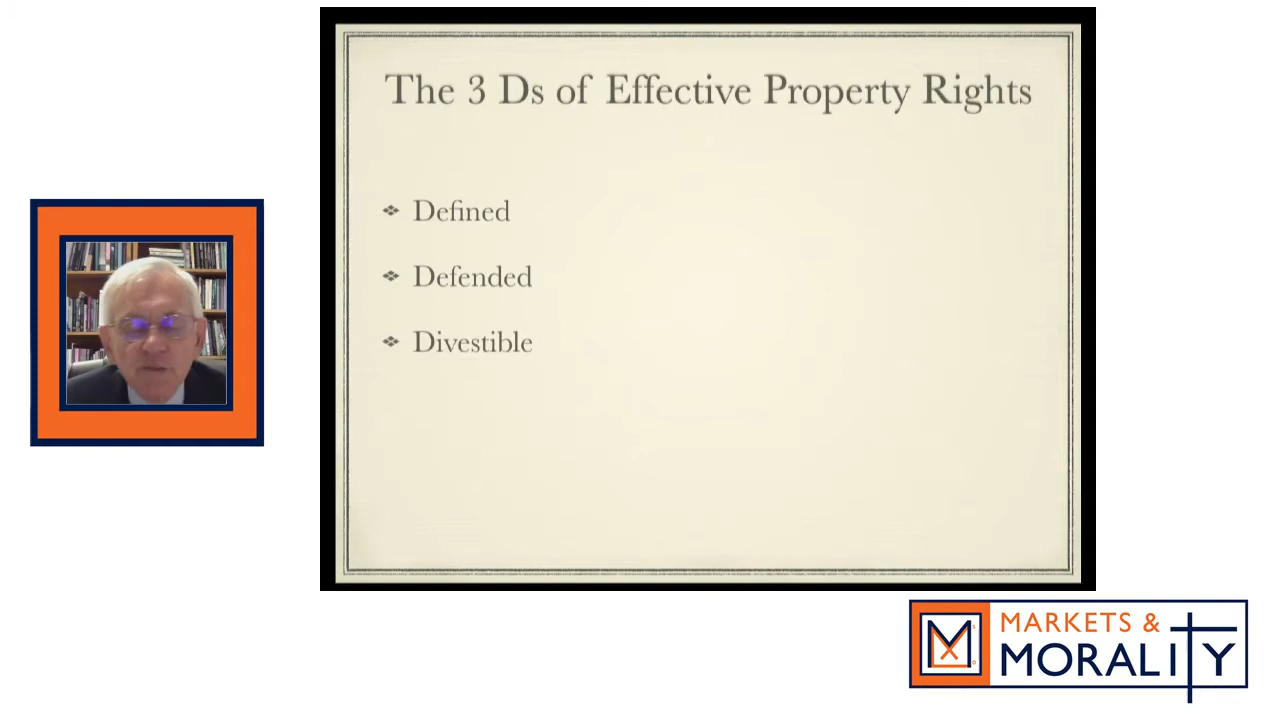 The 3 Ds of Effective Property Rights
Defined
Defended
Divestible
MARKETS &
MORALITY